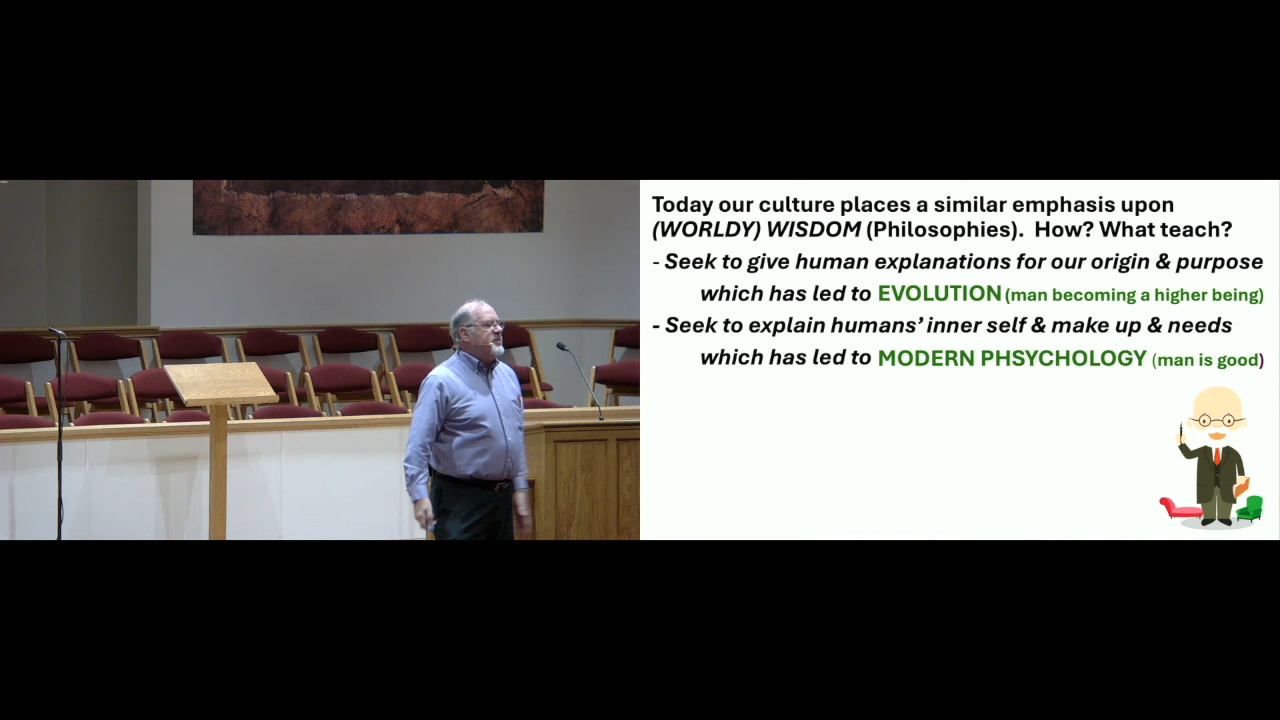 Today our culture places a similar emphasis upon
(WORLDY) WISDOM (Philosophies). How? What teach?
- Seek to give human explanations for our origin & purpose
which has led to EVOLUTION (man becoming a higher being)
- Seek to explain humans’ inner self & make up & needs
which has led to MODERN PHSYCHOLOGY (man is good)